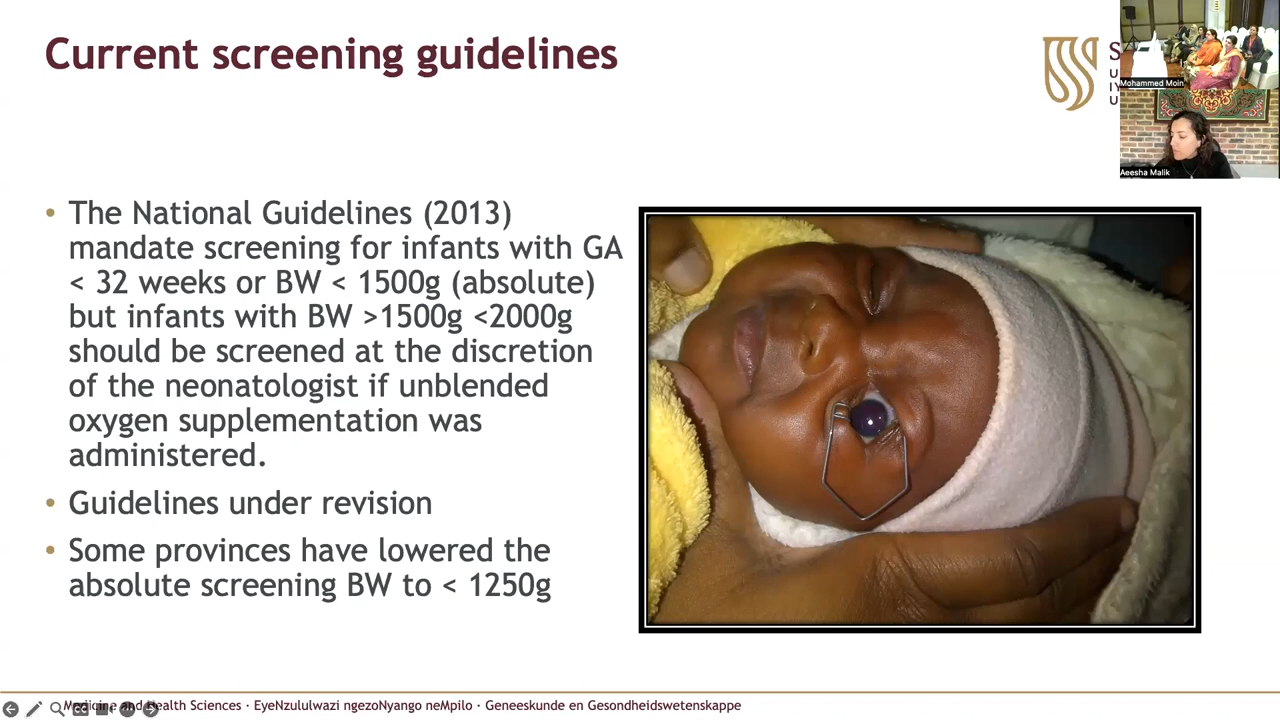 Current screening guidelines
S
U
IY
U
Mohammed Moin
Aeesha Malik
• The National Guidelines (2013)
mandate screening for infants with GA
< 32 weeks or BW < 1500g (absolute)
but infants with BW >1500g <2000g
should be screened at the discretion
of the neonatologist if unblended
oxygen supplementation was
administered.
• Guidelines under revision
• Some provinces have lowered the
absolute screening BW to < 1250g
Medicine and Health Sciences · EyeNzululwazi ngezoNyango neMpilo · Geneeskunde en Gesondheidswetenskappe